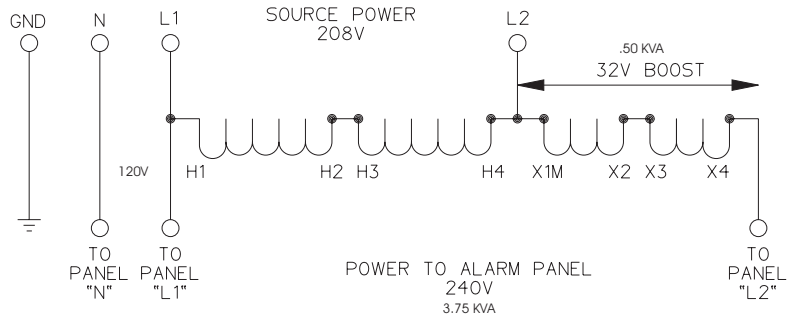 SOURCE POWER
208V
GND
N
L1
L2
.50 KVA
32V BOOST
120V
H1
H2
H3
H4
X1M
X2
X3
X4
TO
PANEL
"N"
TO
PANEL
"L1"
POWER TO ALARM PANEL
240V
3.75 KVA
TO
PANEL
"L2"